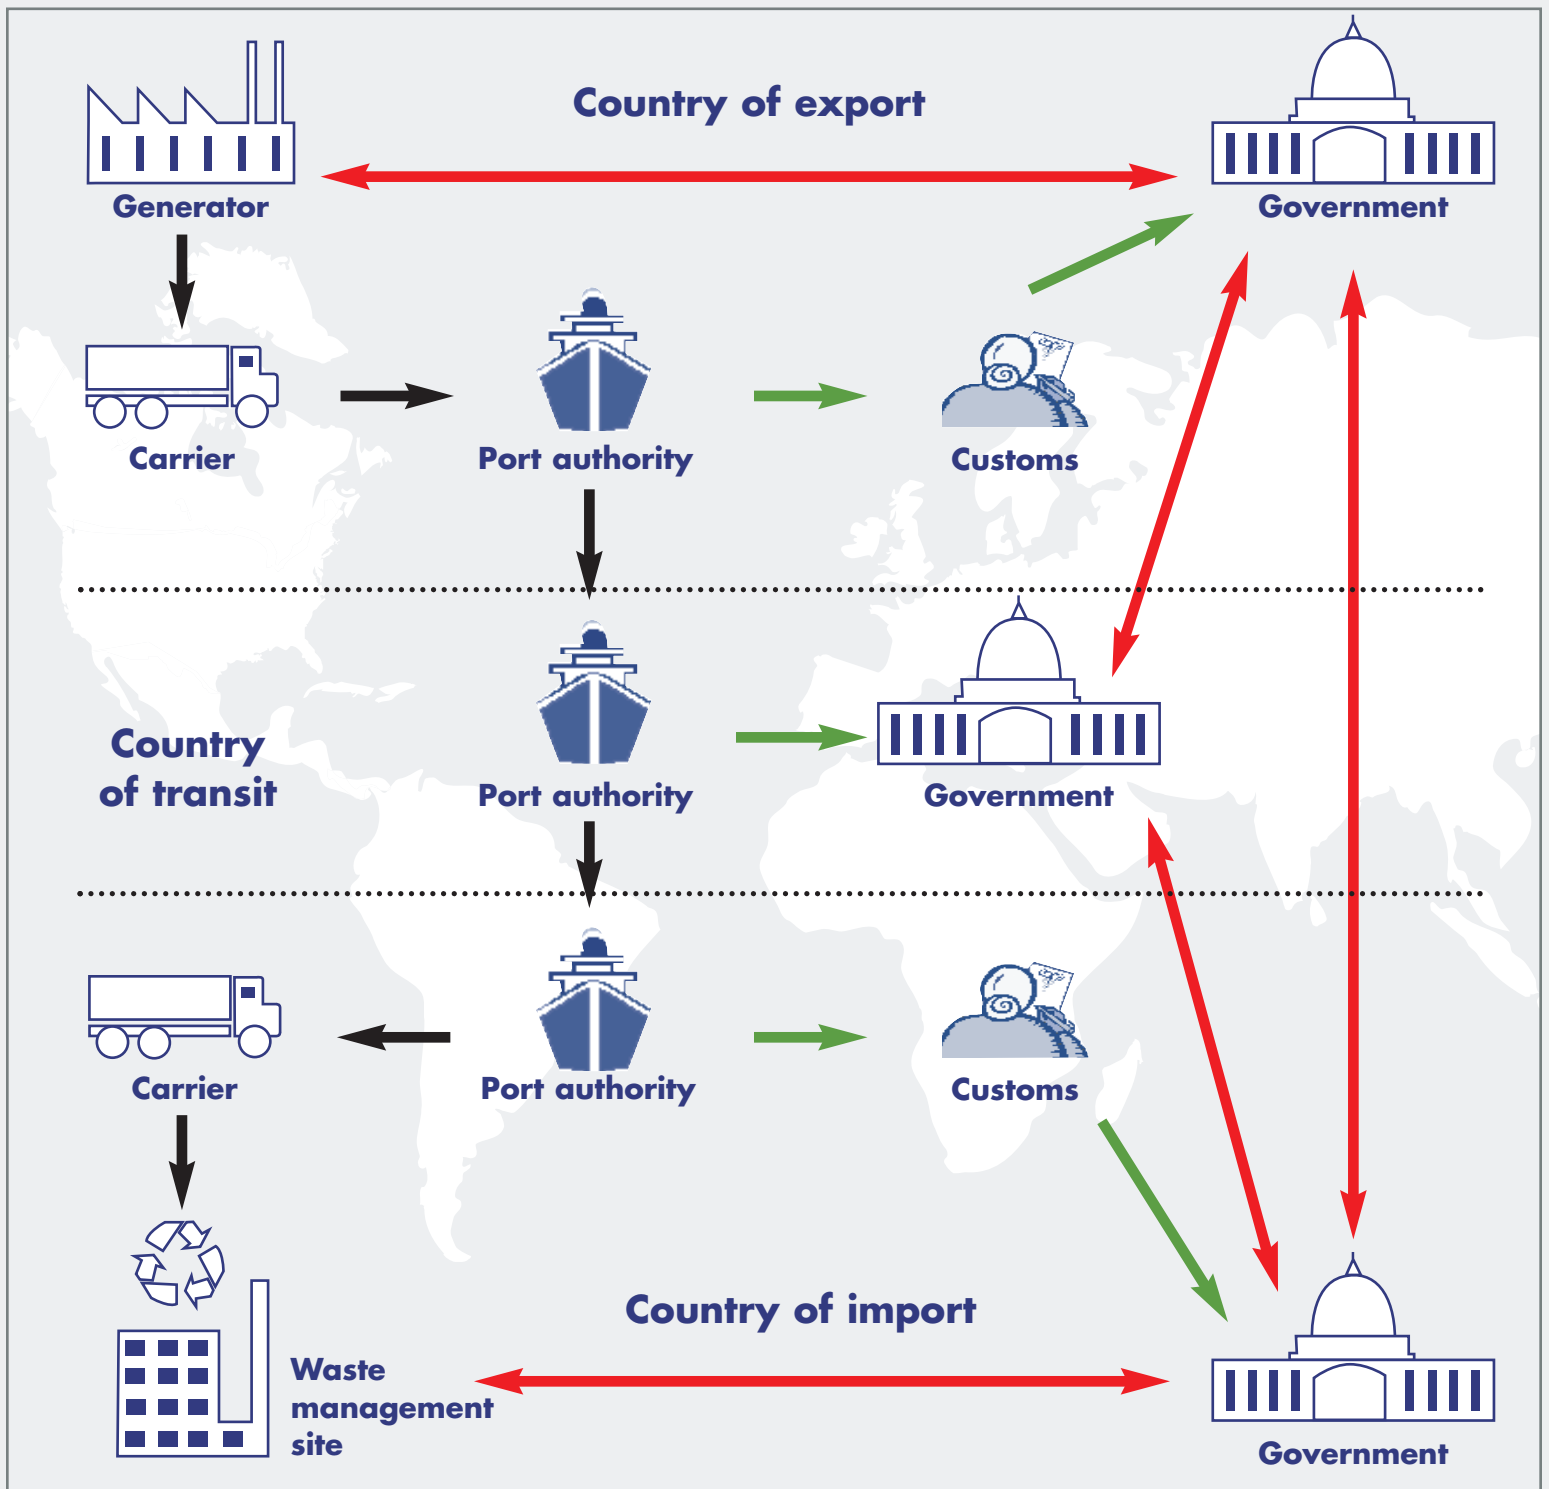 Country of export
Generator
Government
Carrier
Port authority
Customs
Country
of transit
Port authority
Government
Carrier
Port authority
Customs
Country of import
Waste
management
site
Government